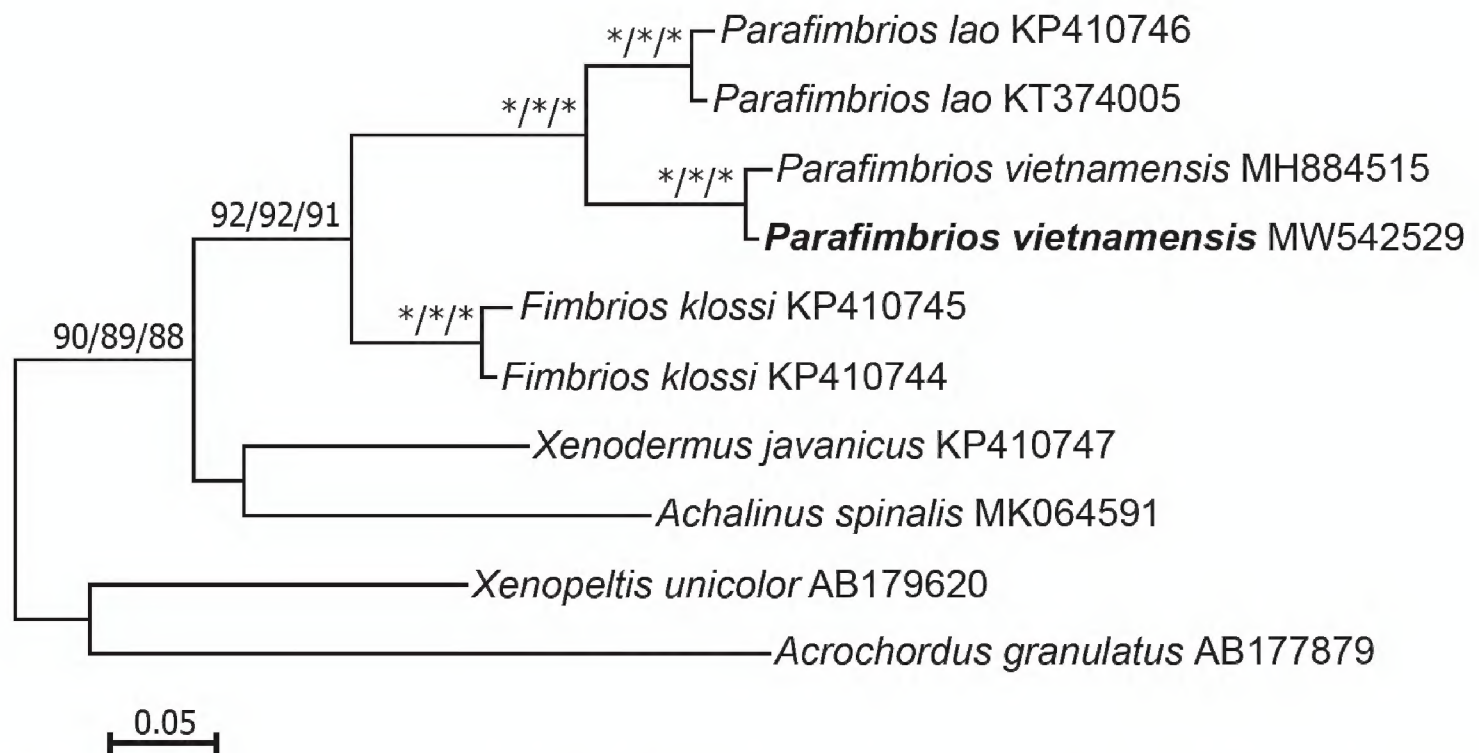 */*/*
Parafimbrios lao KP410746
Parafimbrios lao KT374005
*/*/*
Parafimbrios vietnamensis MH884515
*/*/*
Parafimbrios vietnamensis MW542529
92/92/91
Fimbrios klossi KP410745
*/*/*
Fimbrios klossi KP410744
90/89/88
Xenodermus javanicus KP410747
Achalinus spinalis MK064591
Xenopeltis unicolor AB179620
Acrochordus granulatus AB177879
0.05